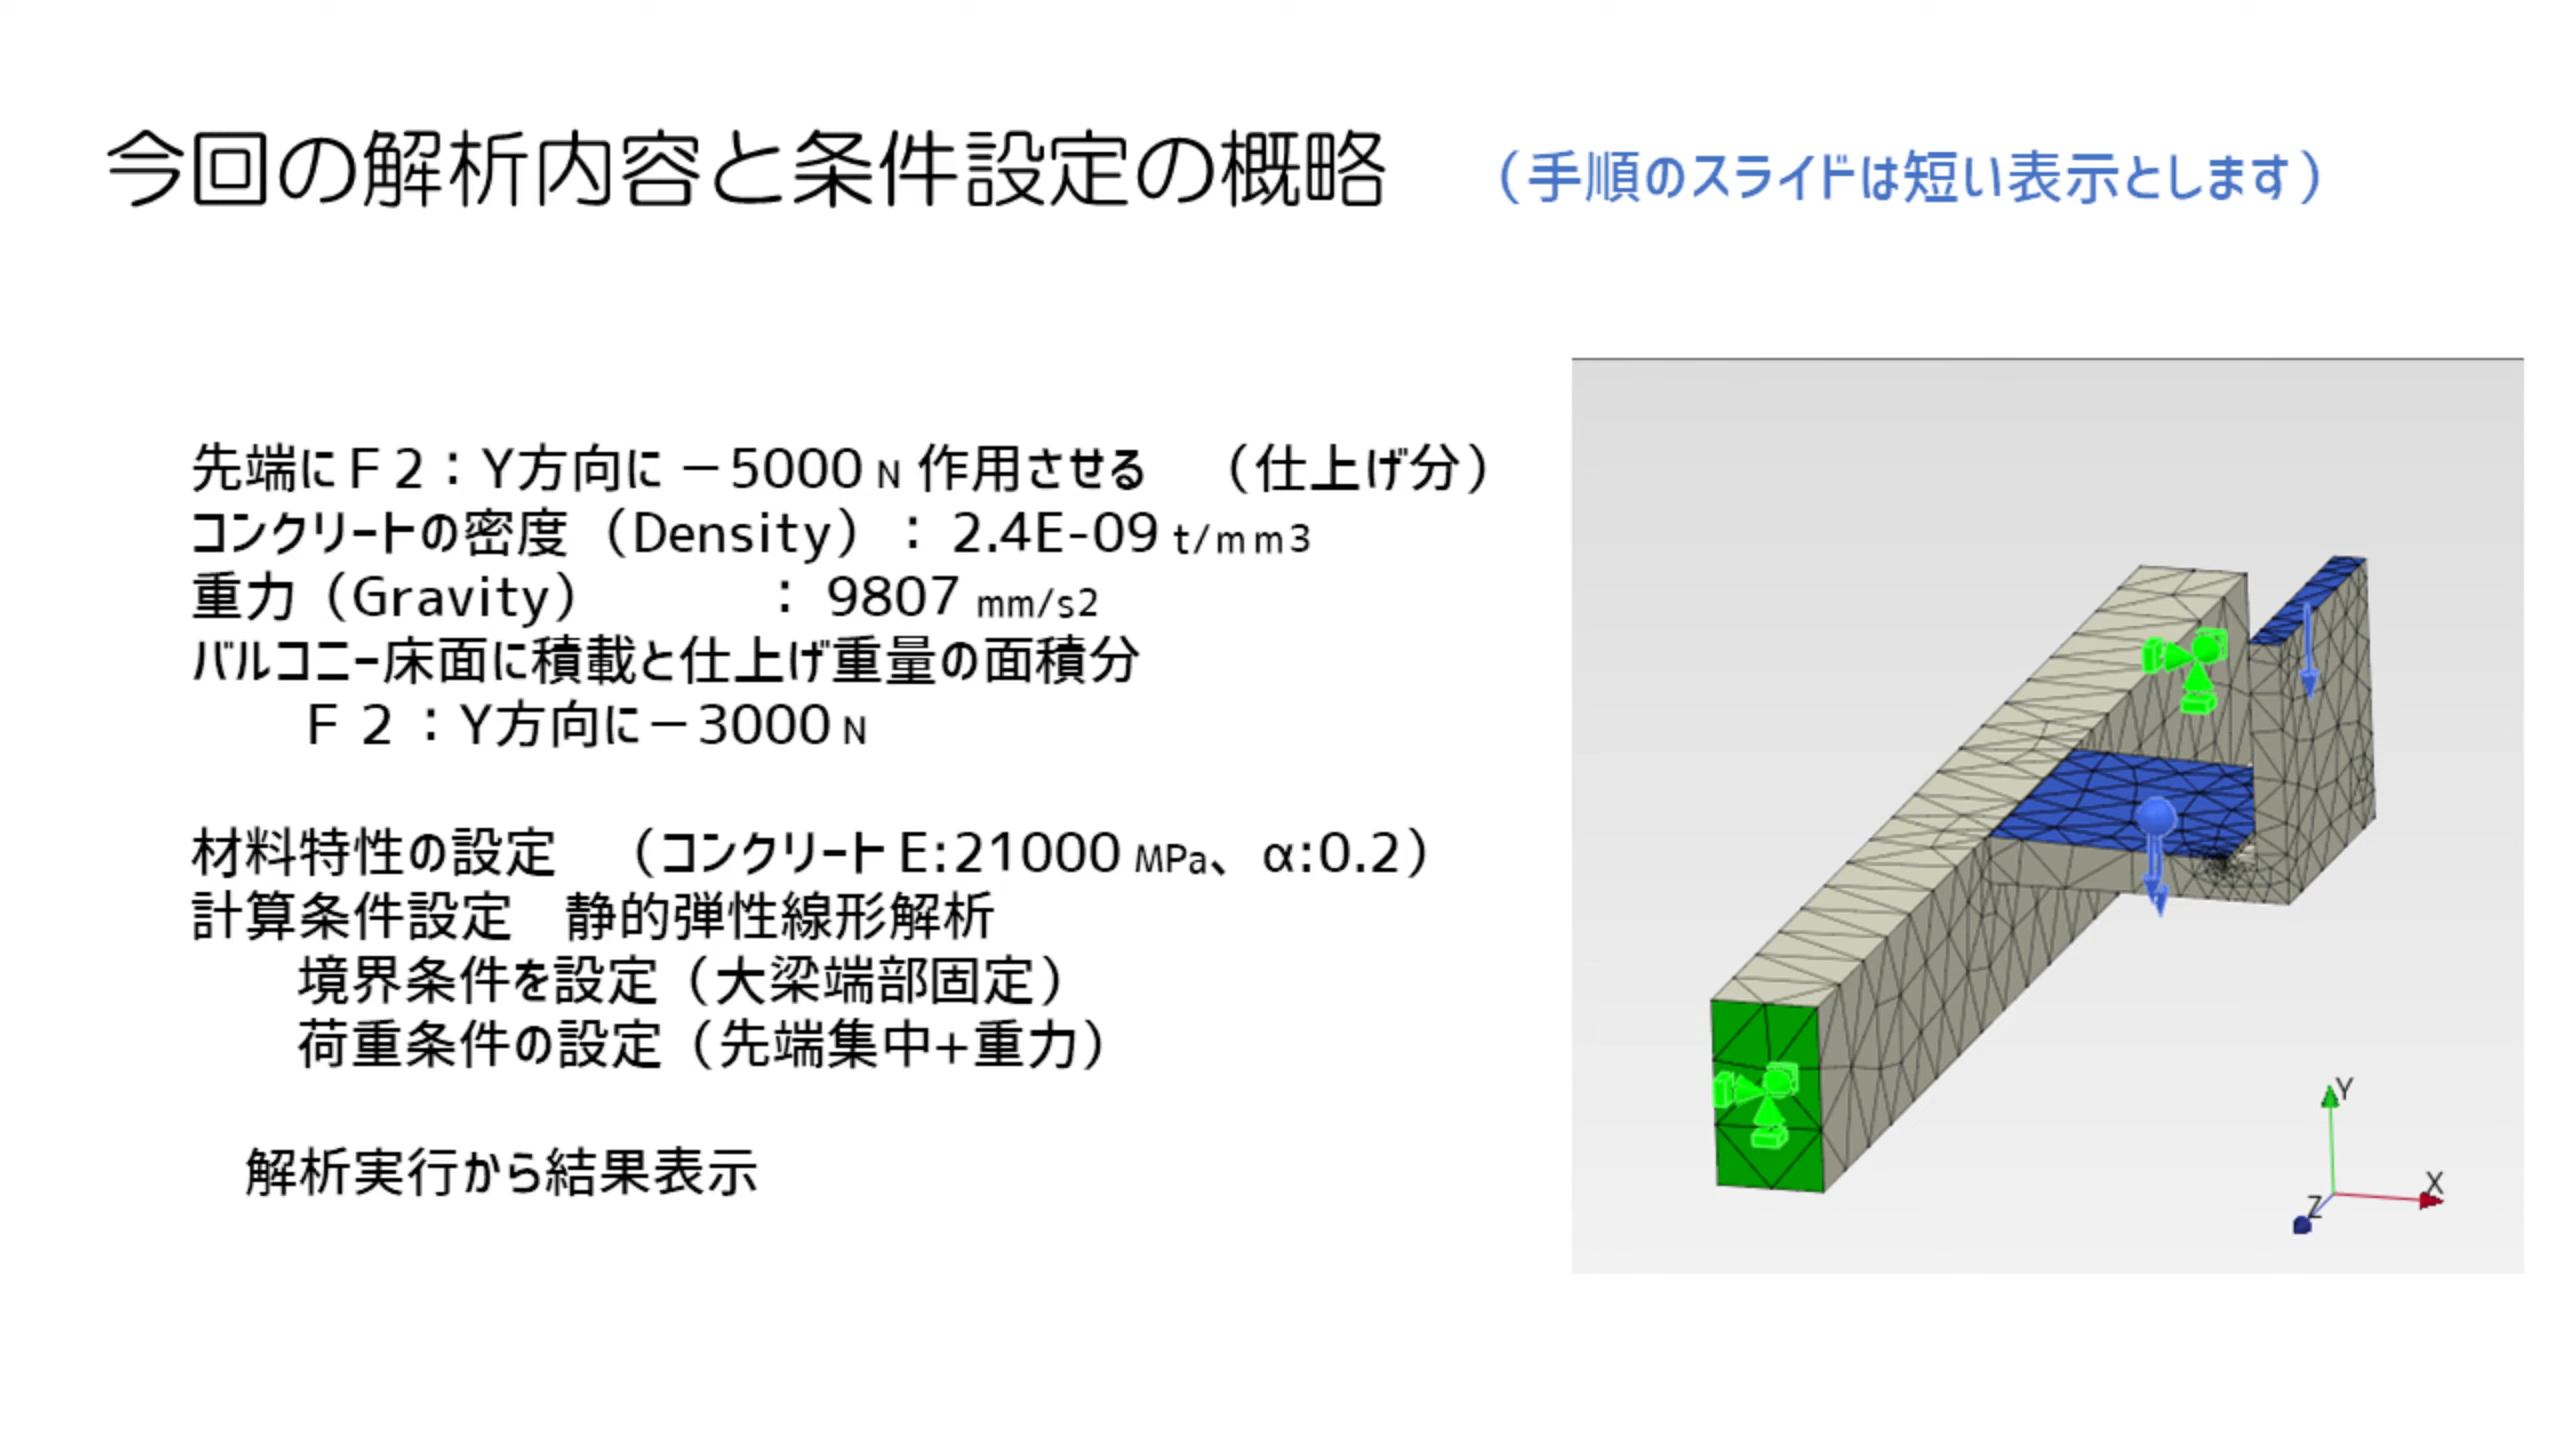 今回の解析内容と条件設定の概略 （手順のスライドは短い表示とします）
先端にF２：Y方向に－5000 N 作用させる （仕上げ分）
コンクリートの密度（Density）：2.4E-09 t/mm3
重力（Gravity） ：9807 mm/s2
バルコニー床面に積載と仕上げ重量の面積分
F２：Y方向に－3000 N
材料特性の設定 （コンクリートE:21000 MPa、α:0.2）
計算条件設定 静的弾性線形解析
境界条件を設定（大梁端部固定）
荷重条件の設定（先端集中+重力）
解析実行から結果表示
Y
X
Z